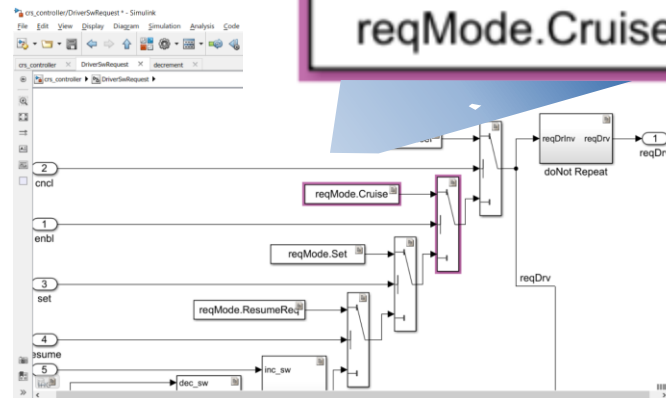 crs_controller/DriverSwRequest * - Simulink
File Edit View Display Diagram Simulation Analysis Code
crs_controller DriverSwRequest decrement
crs_controller DriverSwRequest
reqMode.Cruise
reqDrInv reqDrv
1
reqDr
doNot Repeat
2
cncl
reqMode.Cruise
1
enbl
reqMode.Set
reqDrv
3
set
reqMode.ResumeReq
4
esume
5
inc_sw
dec_sw